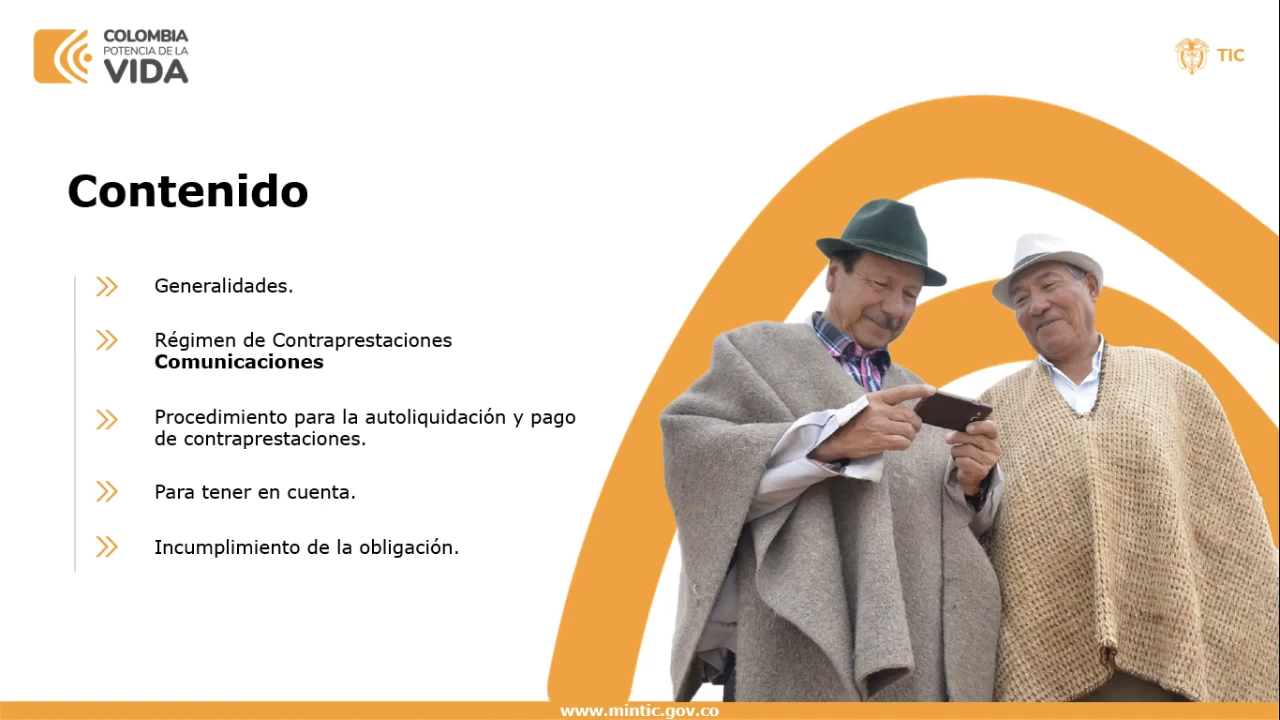 COLOMBIA
POTENCIA DE LA
VIDA
TIC
Contenido
Generalidades.
Régimen de Contraprestaciones
Comunicaciones
Procedimiento para la autoliquidación y pago
de contraprestaciones.
Para tener en cuenta.
Incumplimiento de la obligación.
www.mintic.gov.co